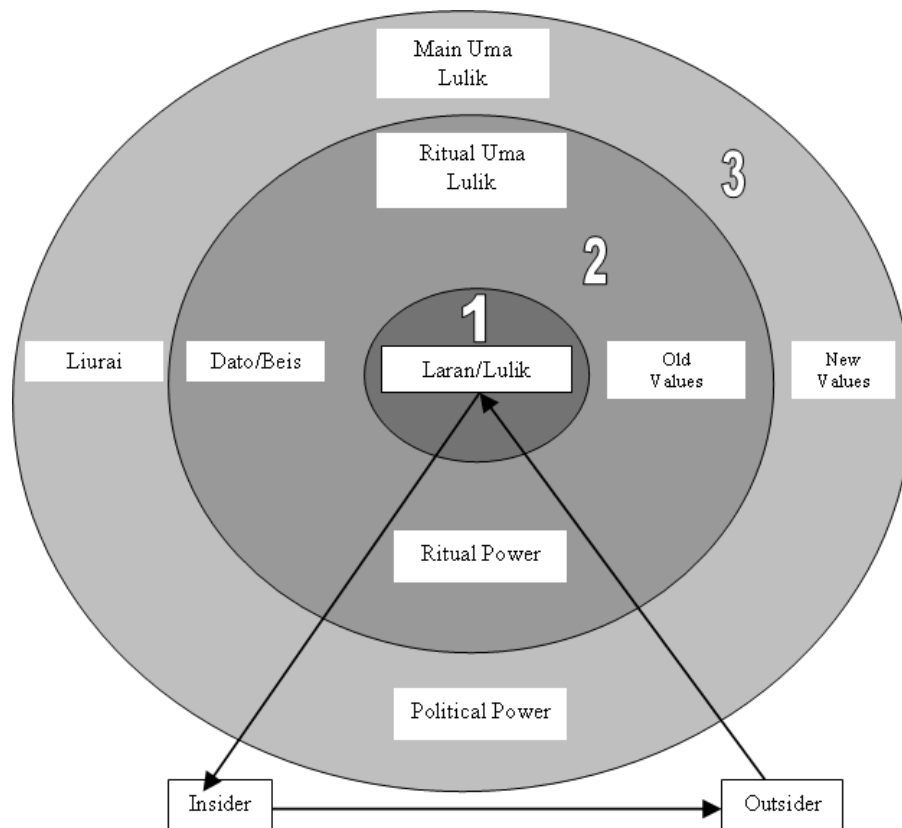 Main Uma
Lulik
Ritual Uma
Lulik
3
2
1
Liurai
Dato/Beis
Laran/Lulik
Old
Values
New
Values
Ritual Power
Political Power
Insider
Outsider